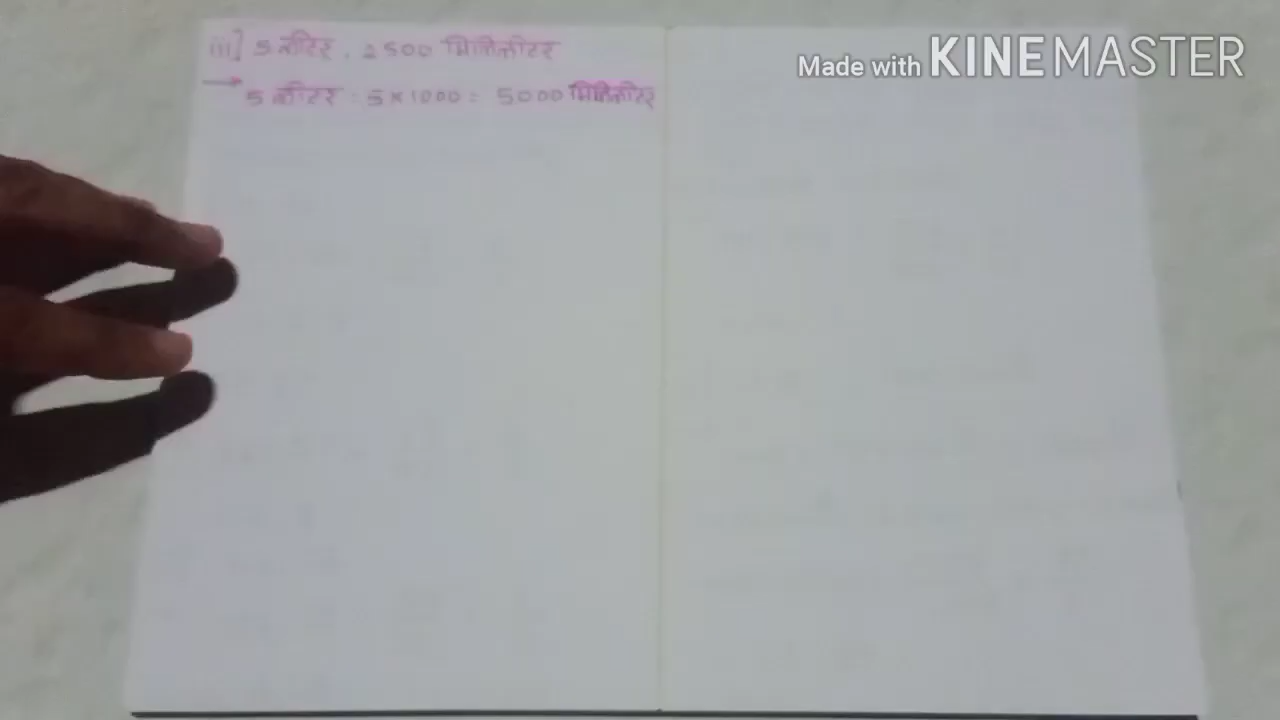 iii] 5 लीटर, 2500 मिलिलीटर
→ 5 लीटर = 5 × 1000 = 5000 मिलिलीटर
Made with KINEMASTER